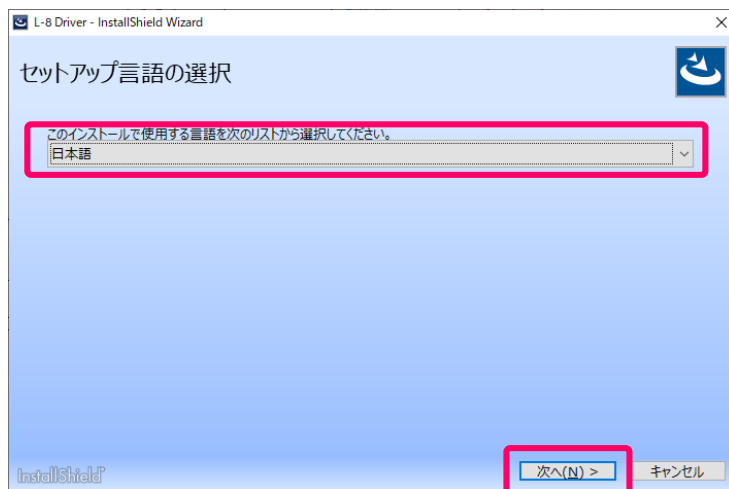 L-8 Driver - InstallShield Wizard
セットアップ言語の選択
このインストールで使用する言語を次のリストから選択してください。
日本語
InstallShield
次へ(N) >
キャンセル